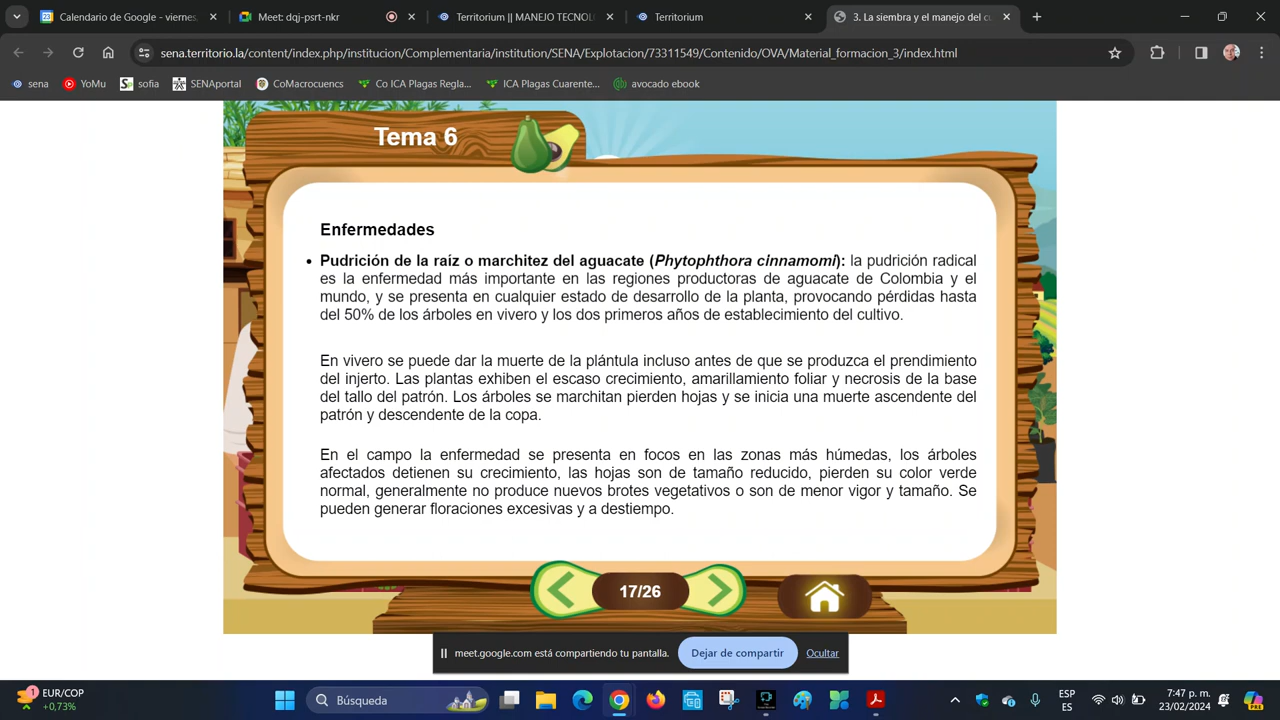 Calendario de Google - viernes,
Meet: dqj-psrt-nkr
Territorium || MANEJO TECNOL
Territorium
3. La siembra y el manejo del cu
sena.territorio.la/content/index.php/institucion/Complementaria/institution/SENA/Explotacion/73311549/Contenido/OVA/Material_formacion_3/index.html
sena
YoMu
sofia
SENAportal
CoMacrocuencs
Co ICA Plagas Regla...
ICA Plagas Cuarente...
avocado ebook
Tema 6
Enfermedades
• Pudrición de la raíz o marchitez del aguacate (Phytophthora cinnamomi): la pudrición radical
es la enfermedad más importante en las regiones productoras de aguacate de Colombia y el
mundo, y se presenta en cualquier estado de desarrollo de la planta, provocando pérdidas hasta
del 50% de los árboles en vivero y los dos primeros años de establecimiento del cultivo.
En vivero se puede dar la muerte de la plántula incluso antes de que se produzca el prendimiento
del injerto. Las plantas exhiben el escaso crecimiento, amarillamiento foliar y necrosis de la base
del tallo del patrón. Los árboles se marchitan pierden hojas y se inicia una muerte ascendente del
patrón y descendente de la copa.
En el campo la enfermedad se presenta en focos en las zonas más húmedas, los árboles
afectados detienen su crecimiento, las hojas son de tamaño reducido, pierden su color verde
normal, generalmente no produce nuevos brotes vegetativos o son de menor vigor y tamaño. Se
pueden generar floraciones excesivas y a destiempo.
17/26
meet.google.com está compartiendo tu pantalla.
Dejar de compartir
Ocultar
1
EUR/COP
+0,73%
Búsqueda
ESP
ES
7:47 p. m.
23/02/2024